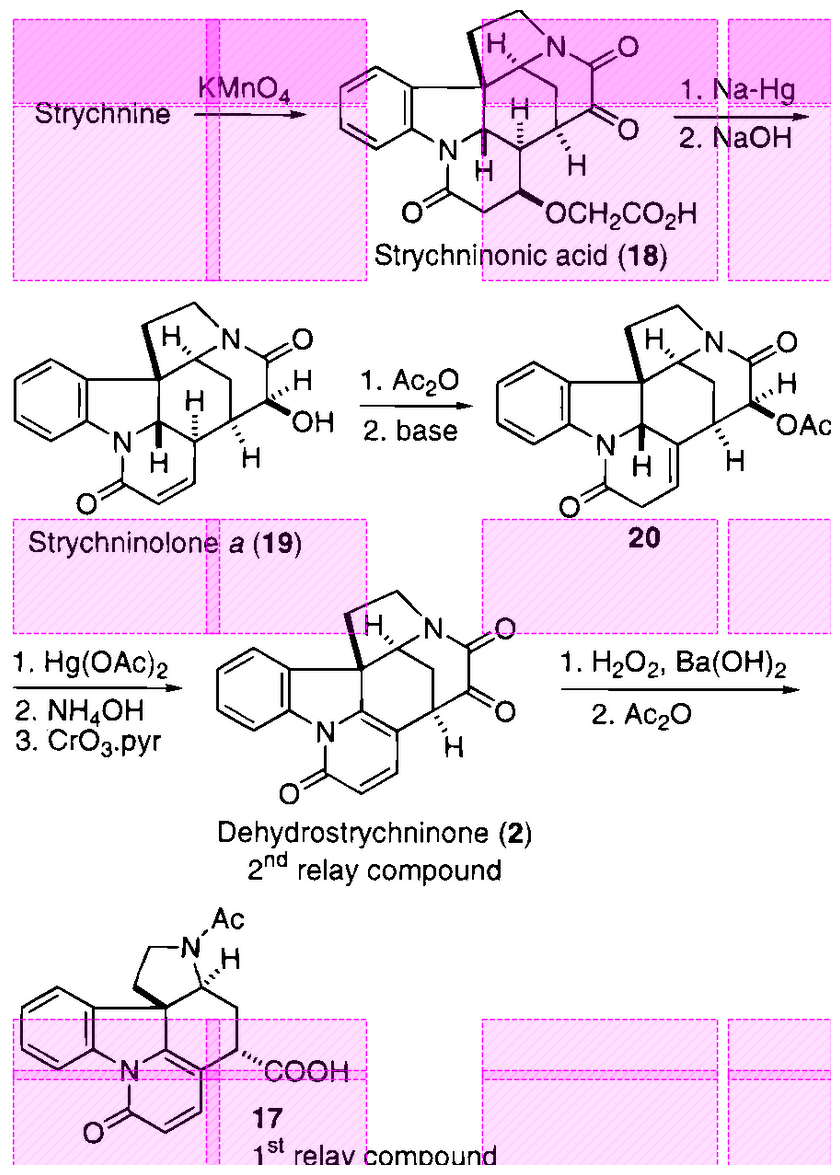 Strychnine
KMnO4
H N O
H O
N H H
O OCH2CO2H
1. Na-Hg
2. NaOH
Strychninonic acid (18)
H N O
H H
N H OH
O H
1. Ac2O
2. base
H N O
H
N H OAc
O H
Strychninolone a (19)
20
1. Hg(OAc)2
2. NH4OH
3. CrO3.pyr
H N O
N O
O H
1. H2O2, Ba(OH)2
2. Ac2O
Dehydrostrychninone (2)
2nd relay compound
Ac
N H
N COOH
O
17
1st relay compound